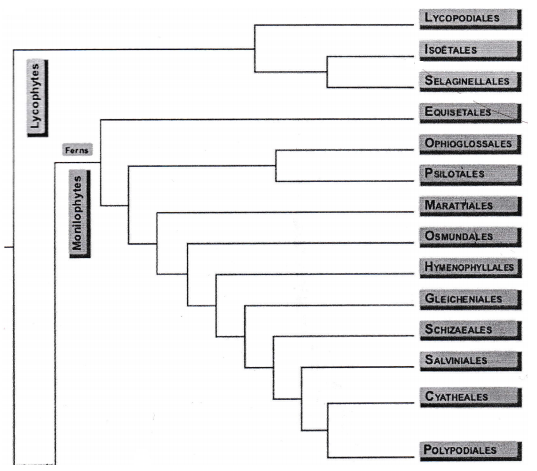 LYCOPODIALES
ISOËTALES
SELAGINELLALES
Lycophytes
EQUISETALES
Ferns
OPHIOGLOSSALES
PSILOTALES
Monilophytes
MARATTIALES
OSMUNDALES
HYMENOPHYLLALES
GLEICHENIALES
SCHIZAEALES
SALVINIALES
CYATHEALES
POLYPODIALES